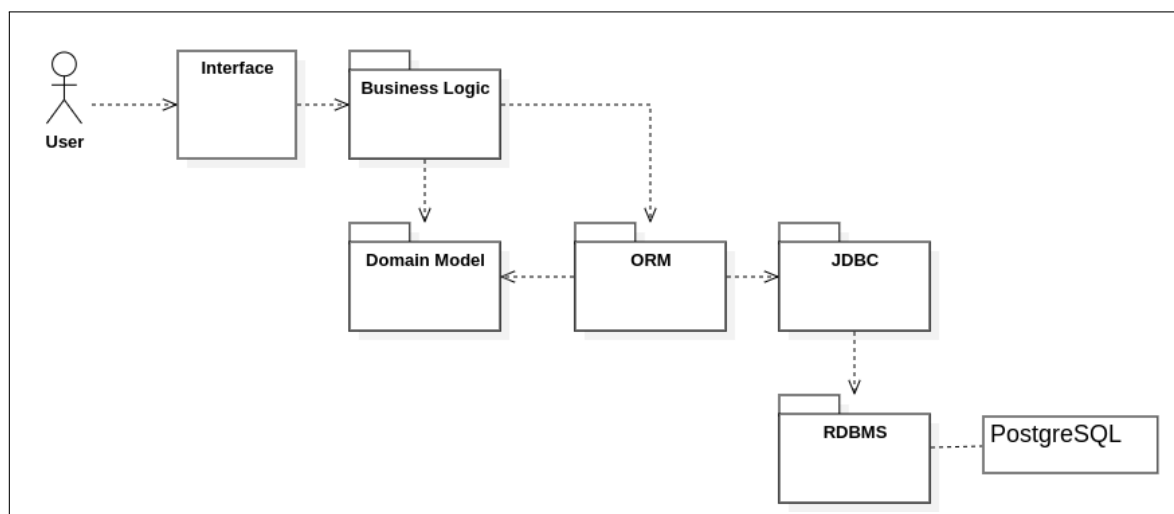 Interface
Business Logic
User
Domain Model
ORM
JDBC
RDBMS
PostgreSQL